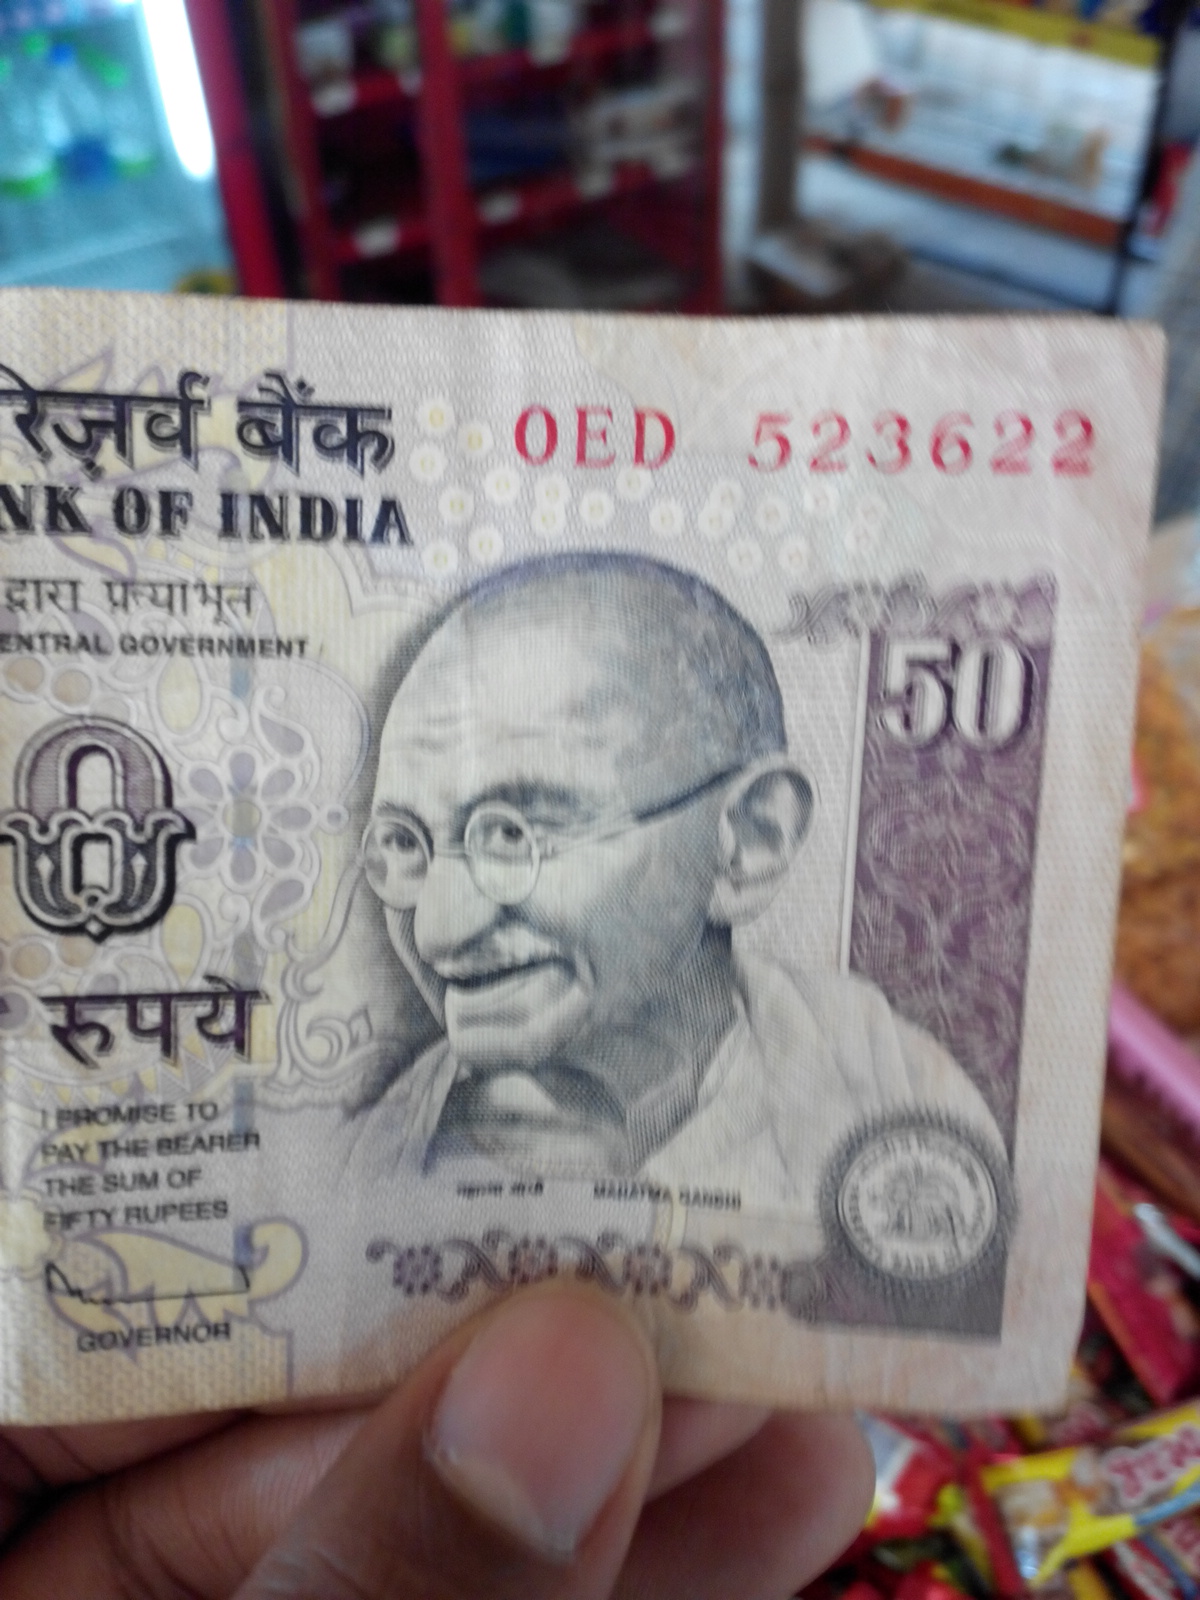 रिज़र्व बैंक
NK OF INDIA
0ED 523622
द्वारा प्रत्याभूत
ENTRAL GOVERNMENT
50
0
रुपये
I PROMISE TO
PAY THE BEARER
THE SUM OF
FIFTY RUPEES
GOVERNOR
महात्मा गांधी MAHATMA GANDHI